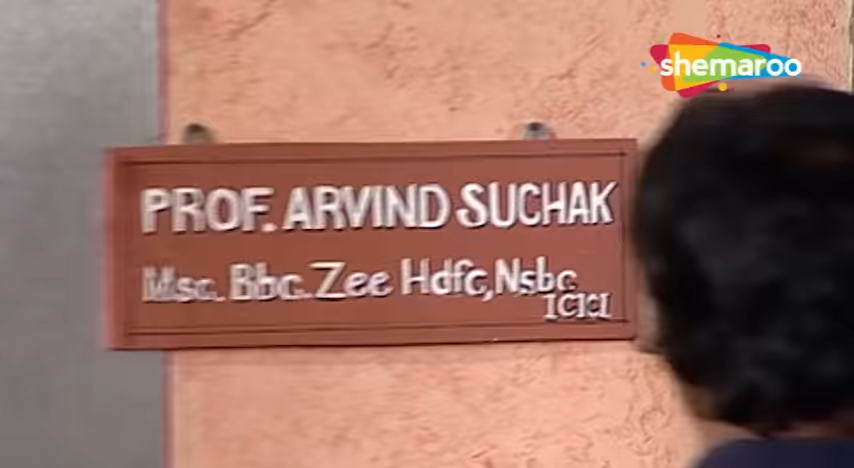 shemaroo
PROF. ARVIND SUCHAK
Msc. Bbc. Zee Hdfc, Nsbc
ICICI